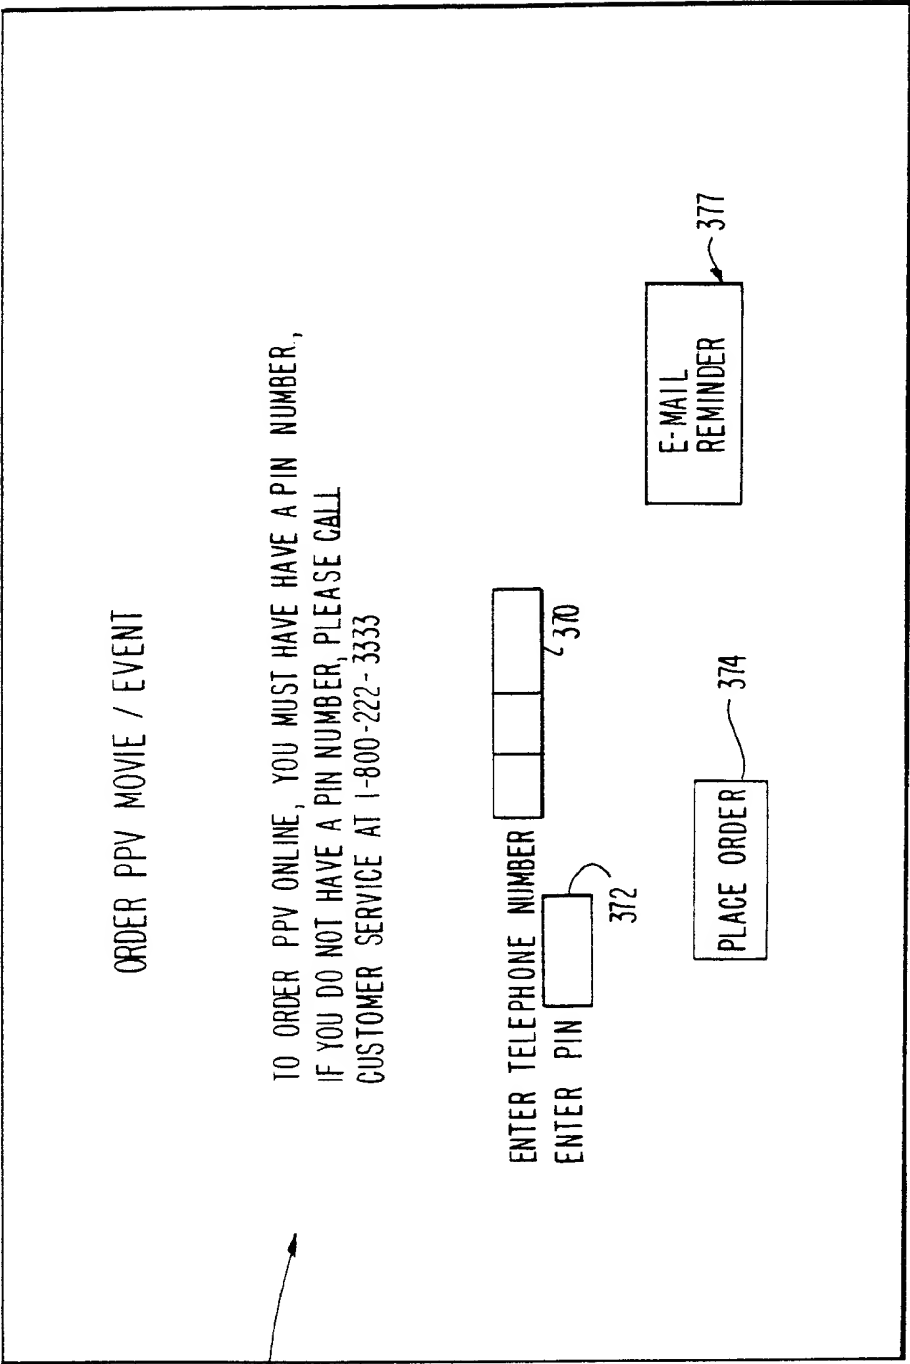 ORDER PPV MOVIE / EVENT
TO ORDER PPV ONLINE, YOU MUST HAVE HAVE A PIN NUMBER.,
IF YOU DO NOT HAVE A PIN NUMBER, PLEASE CALL
CUSTOMER SERVICE AT 1-800-222-3333
ENTER TELEPHONE NUMBER
370
ENTER PIN
372
PLACE ORDER
374
E-MAIL
REMINDER
377